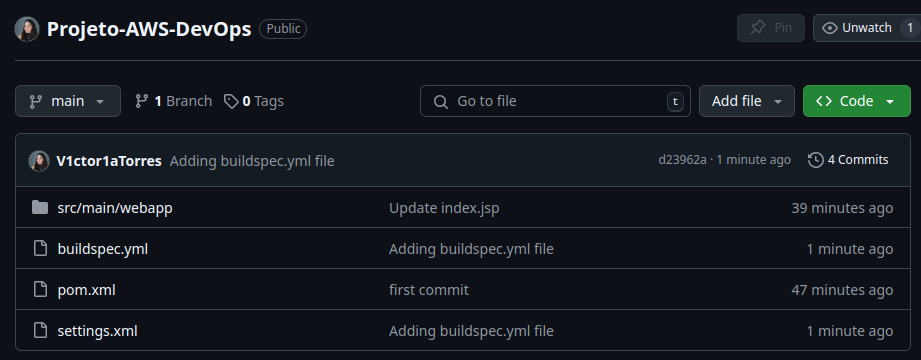 Projeto-AWS-DevOps Public Pin Unwatch 1
main 1 Branch 0 Tags Go to file t Add file Code
V1ctor1aTorres Adding buildspec.yml file d23962a · 1 minute ago 4 Commits
src/main/webapp Update index.jsp 39 minutes ago
buildspec.yml Adding buildspec.yml file 1 minute ago
pom.xml first commit 47 minutes ago
settings.xml Adding buildspec.yml file 1 minute ago